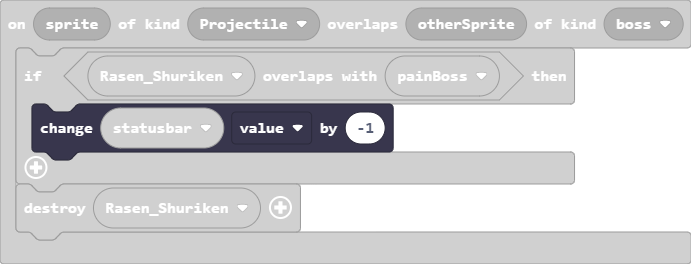 on sprite of kind Projectile overlaps otherSprite of kind boss
if Rasen_Shuriken overlaps with painBoss then
change statusbar value by -1
destroy Rasen_Shuriken